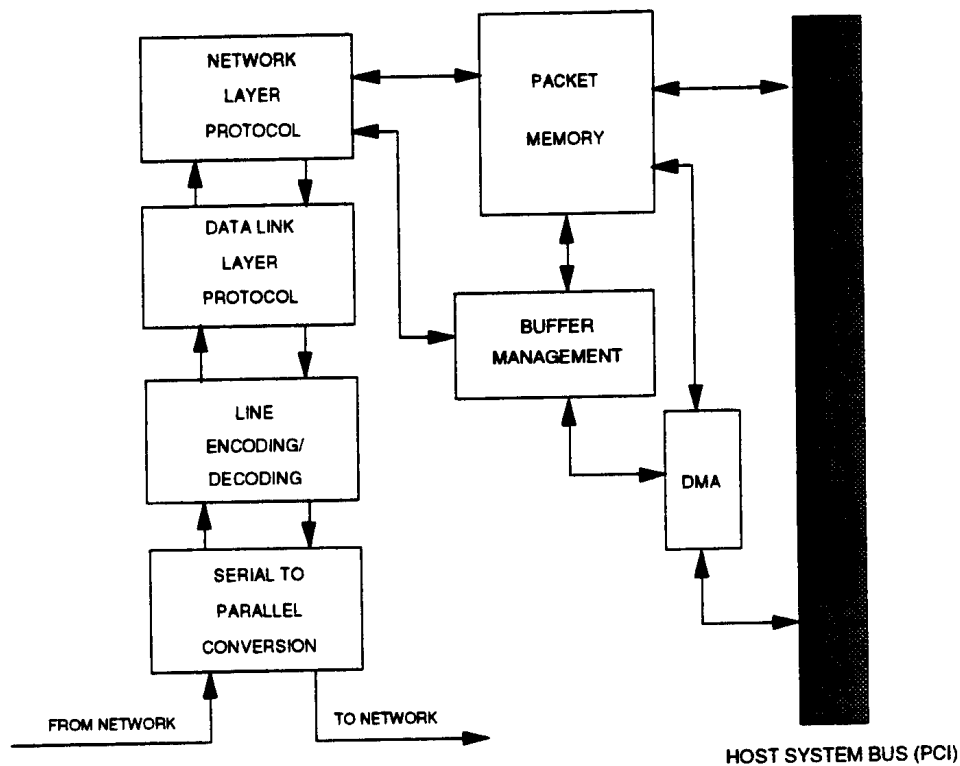 NETWORK
LAYER
PROTOCOL
PACKET
MEMORY
DATA LINK
LAYER
PROTOCOL
BUFFER
MANAGEMENT
LINE
ENCODING/
DECODING
DMA
SERIAL TO
PARALLEL
CONVERSION
FROM NETWORK
TO NETWORK
HOST SYSTEM BUS (PCI)